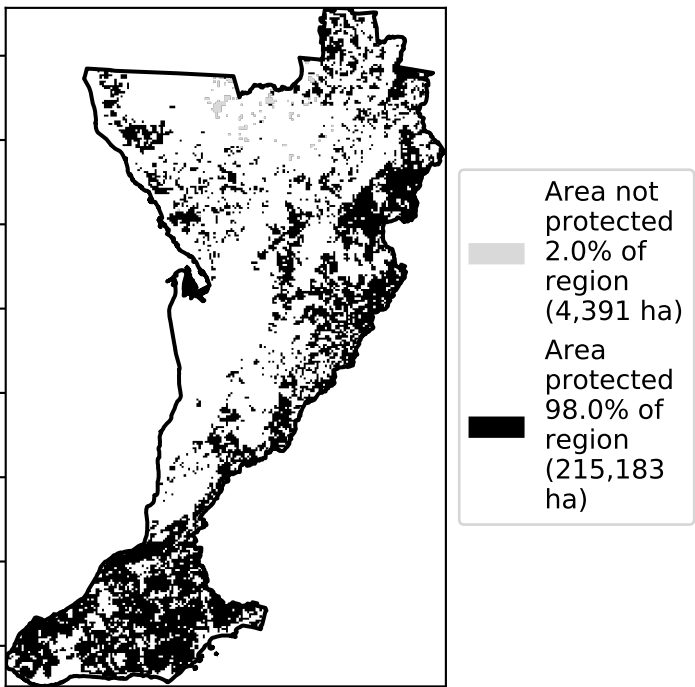 Area not
protected
2.0% of
region
(4,391 ha)
Area
protected
98.0% of
region
(215,183
ha)